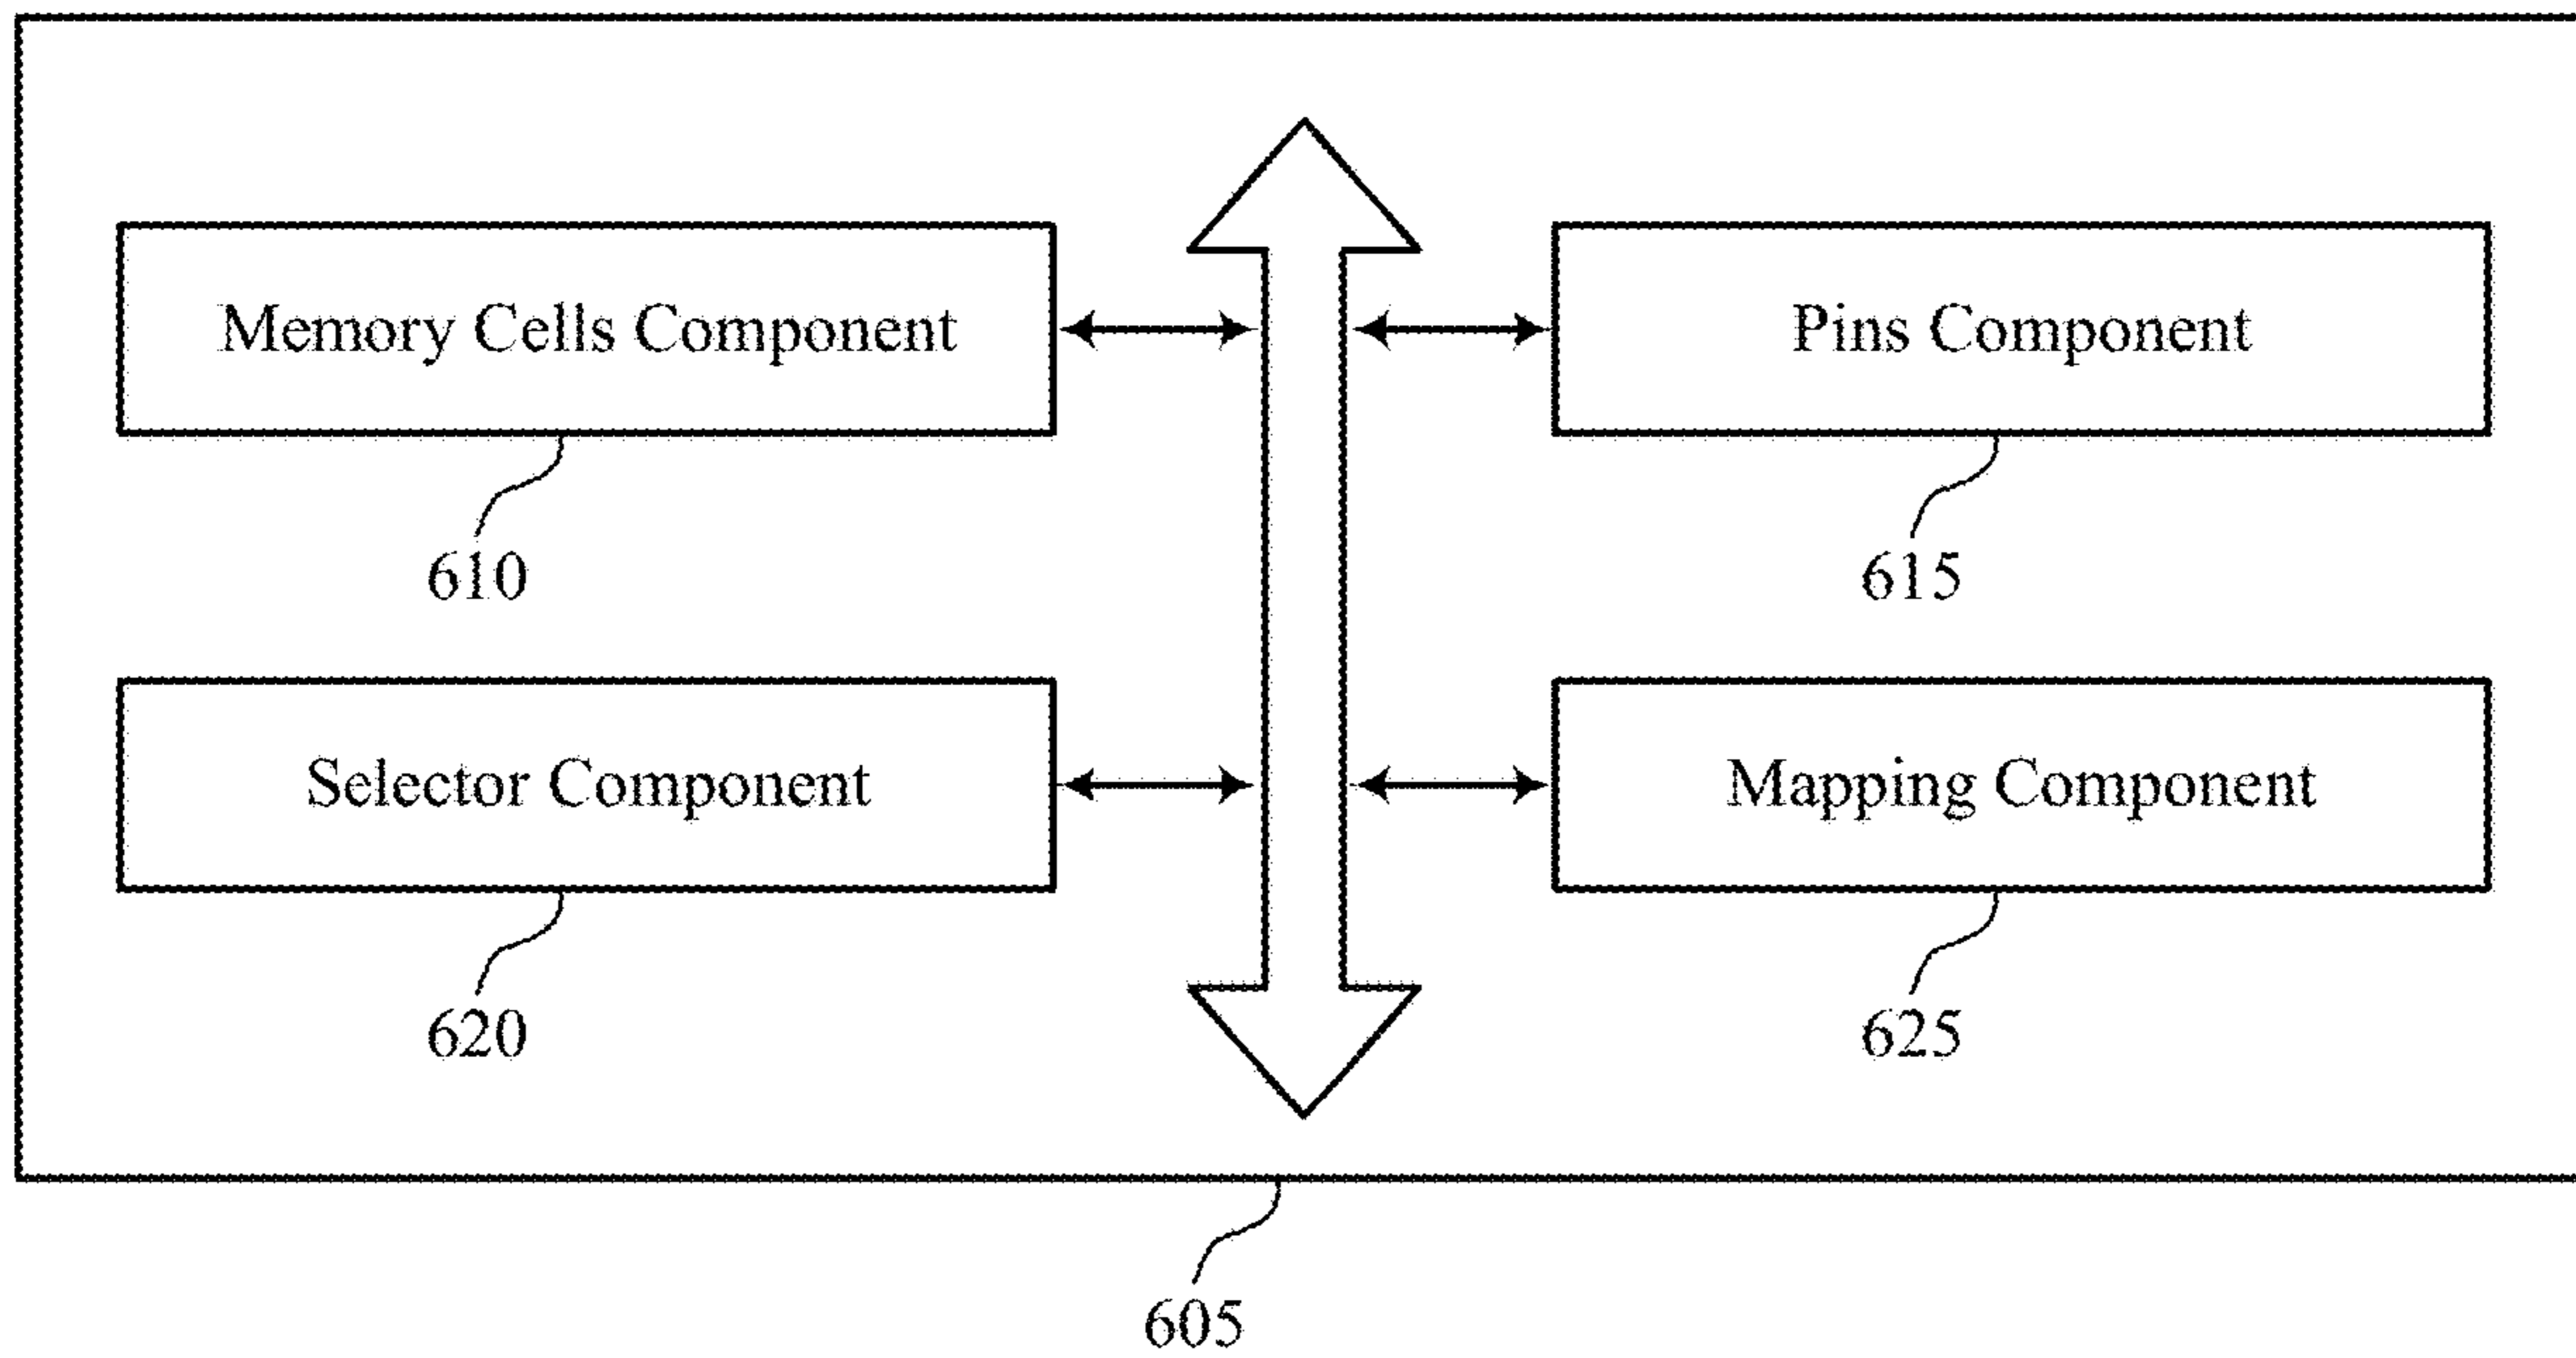 Memory Cells Component
Pins Component
610
615
Selector Component
Mapping Component
620
625
605